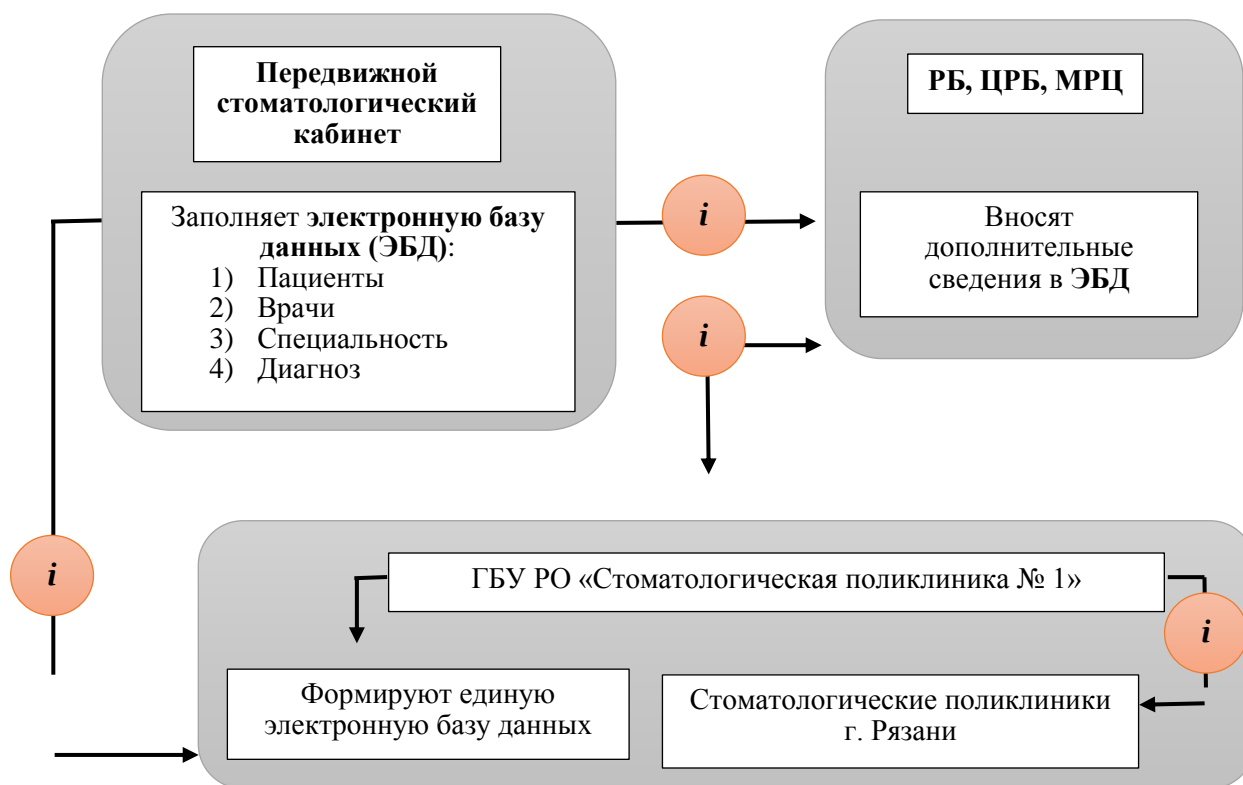 Передвижной
стоматологический
кабинет
Заполняет электронную базу
данных (ЭБД):
1) Пациенты
2) Врачи
3) Специальность
4) Диагноз
i
i
РБ, ЦРБ, МРЦ
Вносят
дополнительные
сведения в ЭБД
i
ГБУ РО «Стоматологическая поликлиника № 1»
i
Формируют единую
электронную базу данных
Стоматологические поликлиники
г. Рязани